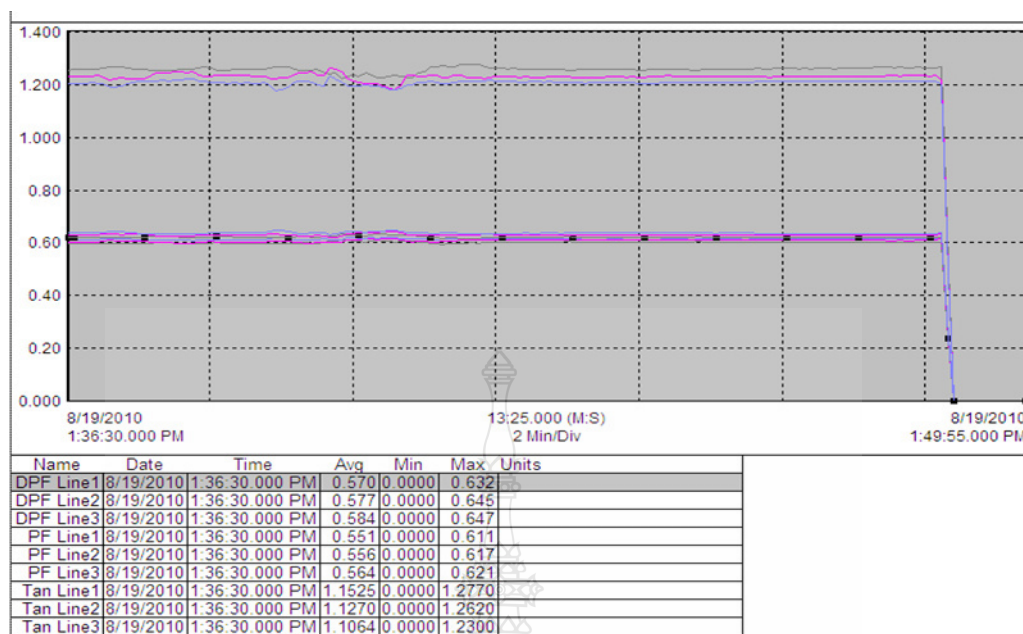 1.400
1.200
1.000
0.80
0.60
0.40
0.20
0.000
8/19/2010 13:25.000 (M:S) 8/19/2010
1:36:30.000 PM 2 Min/Div 1:49:55.000 PM
Name Date Time Avg Min Max Units
DPF Line1 8/19/2010 1:36:30.000 PM 0.570 0.0000 0.632
DPF Line2 8/19/2010 1:36:30.000 PM 0.577 0.0000 0.645
DPF Line3 8/19/2010 1:36:30.000 PM 0.584 0.0000 0.647
PF Line1 8/19/2010 1:36:30.000 PM 0.551 0.0000 0.611
PF Line2 8/19/2010 1:36:30.000 PM 0.556 0.0000 0.617
PF Line3 8/19/2010 1:36:30.000 PM 0.564 0.0000 0.621
Tan Line1 8/19/2010 1:36:30.000 PM 1.1525 0.0000 1.2770
Tan Line2 8/19/2010 1:36:30.000 PM 1.1270 0.0000 1.2620
Tan Line3 8/19/2010 1:36:30.000 PM 1.1064 0.0000 1.2300